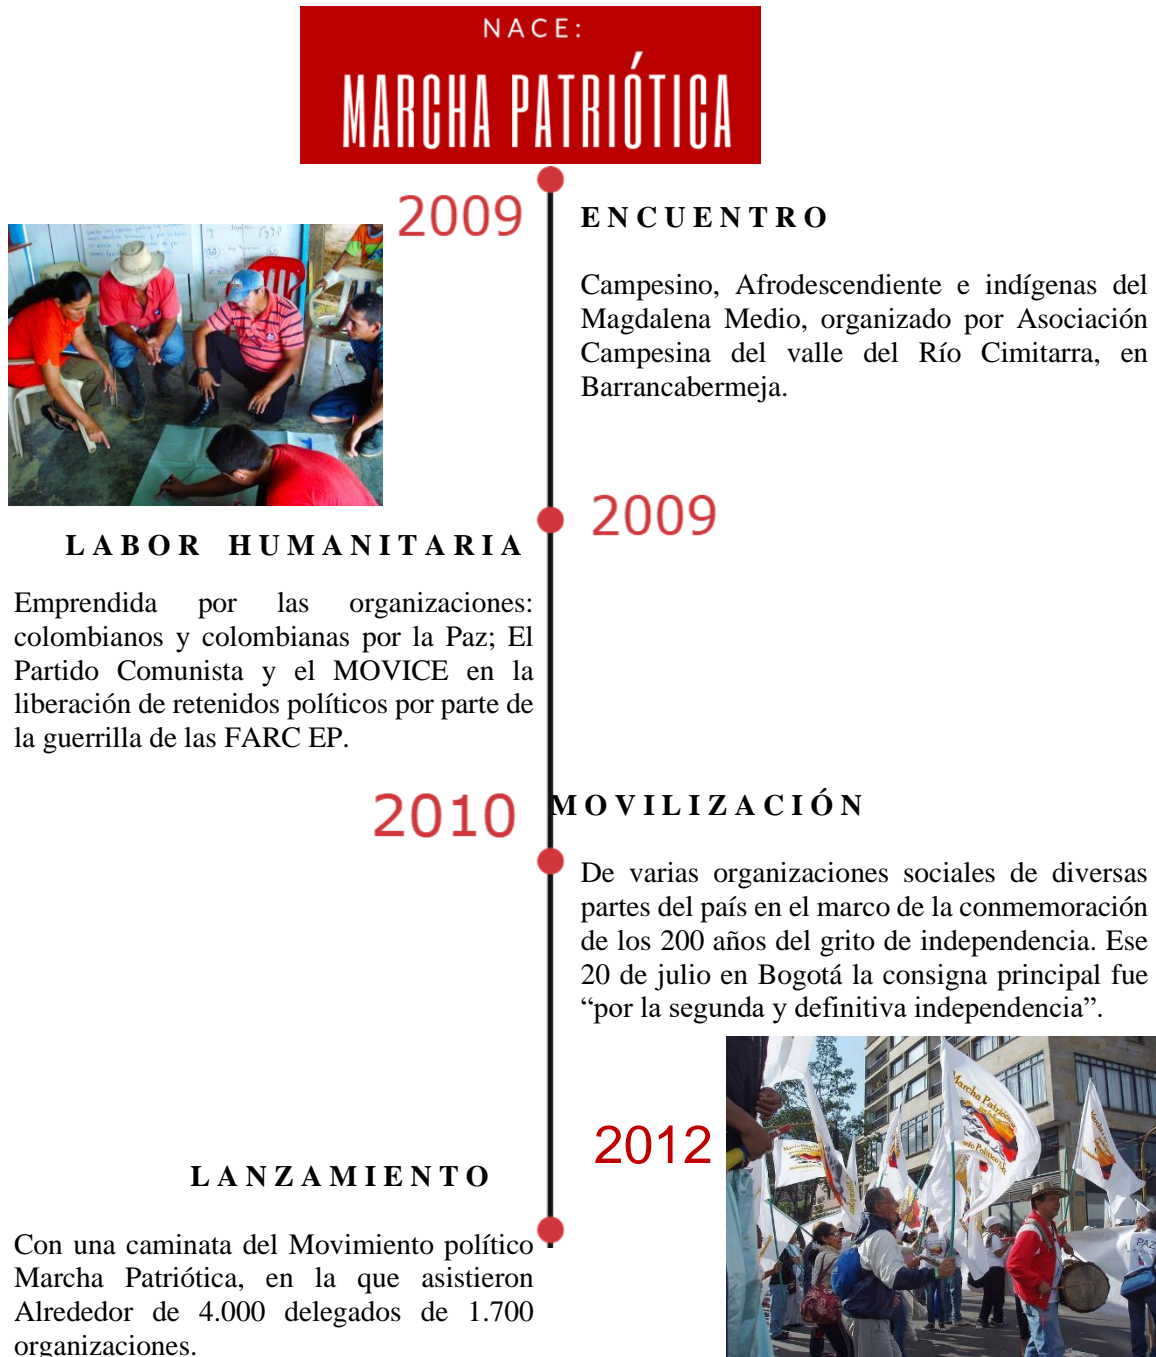 NACE:
MARCHA PATRIÓTICA
2009
ENCUENTRO
Campesino, Afrodescendiente e indígenas del
Magdalena Medio, organizado por Asociación
Campesina del valle del Río Cimitarra, en
Barrancabermeja.
2009
LABOR HUMANITARIA
Emprendida por las organizaciones:
colombianos y colombianas por la Paz; El
Partido Comunista y el MOVICE en la
liberación de retenidos políticos por parte de
la guerrilla de las FARC EP.
2010
MOVILIZACIÓN
De varias organizaciones sociales de diversas
partes del país en el marco de la conmemoración
de los 200 años del grito de independencia. Ese
20 de julio en Bogotá la consigna principal fue
“por la segunda y definitiva independencia”.
2012
LANZAMIENTO
Con una caminata del Movimiento político
Marcha Patriótica, en la que asistieron
Alrededor de 4.000 delegados de 1.700
organizaciones.
Marcha Patriótica
PAZ